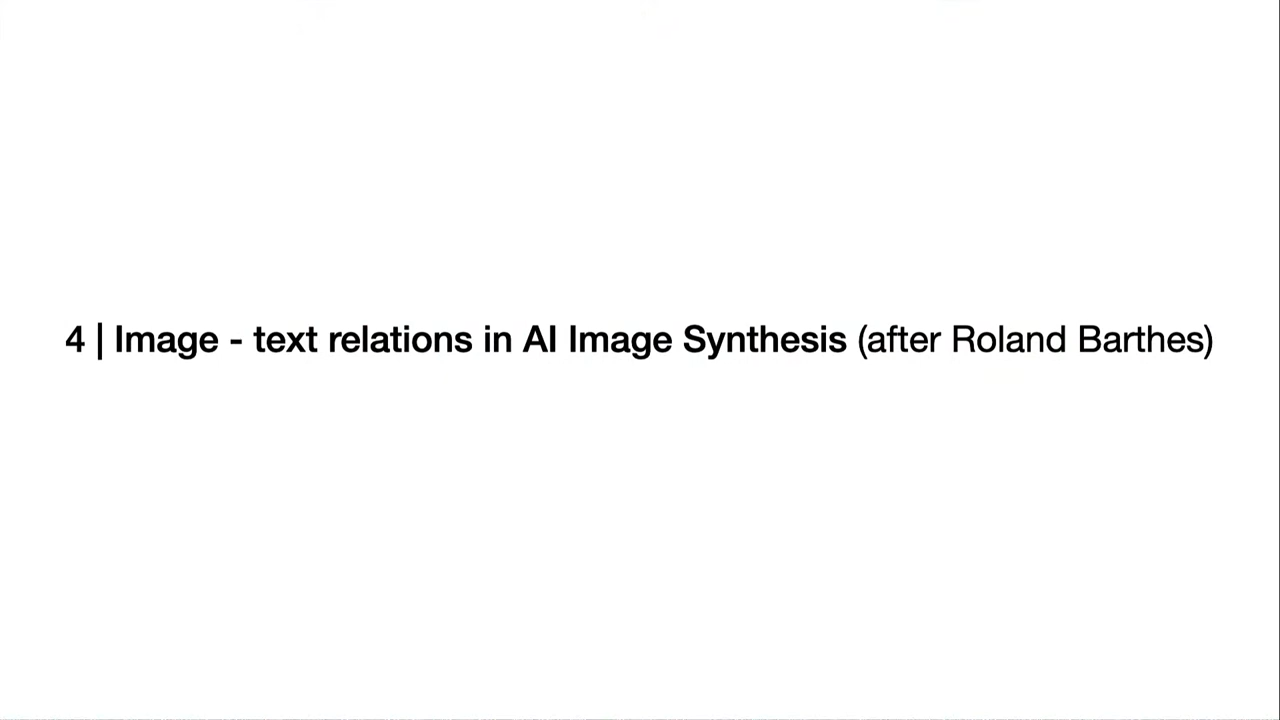 4 | Image - text relations in AI Image Synthesis (after Roland Barthes)